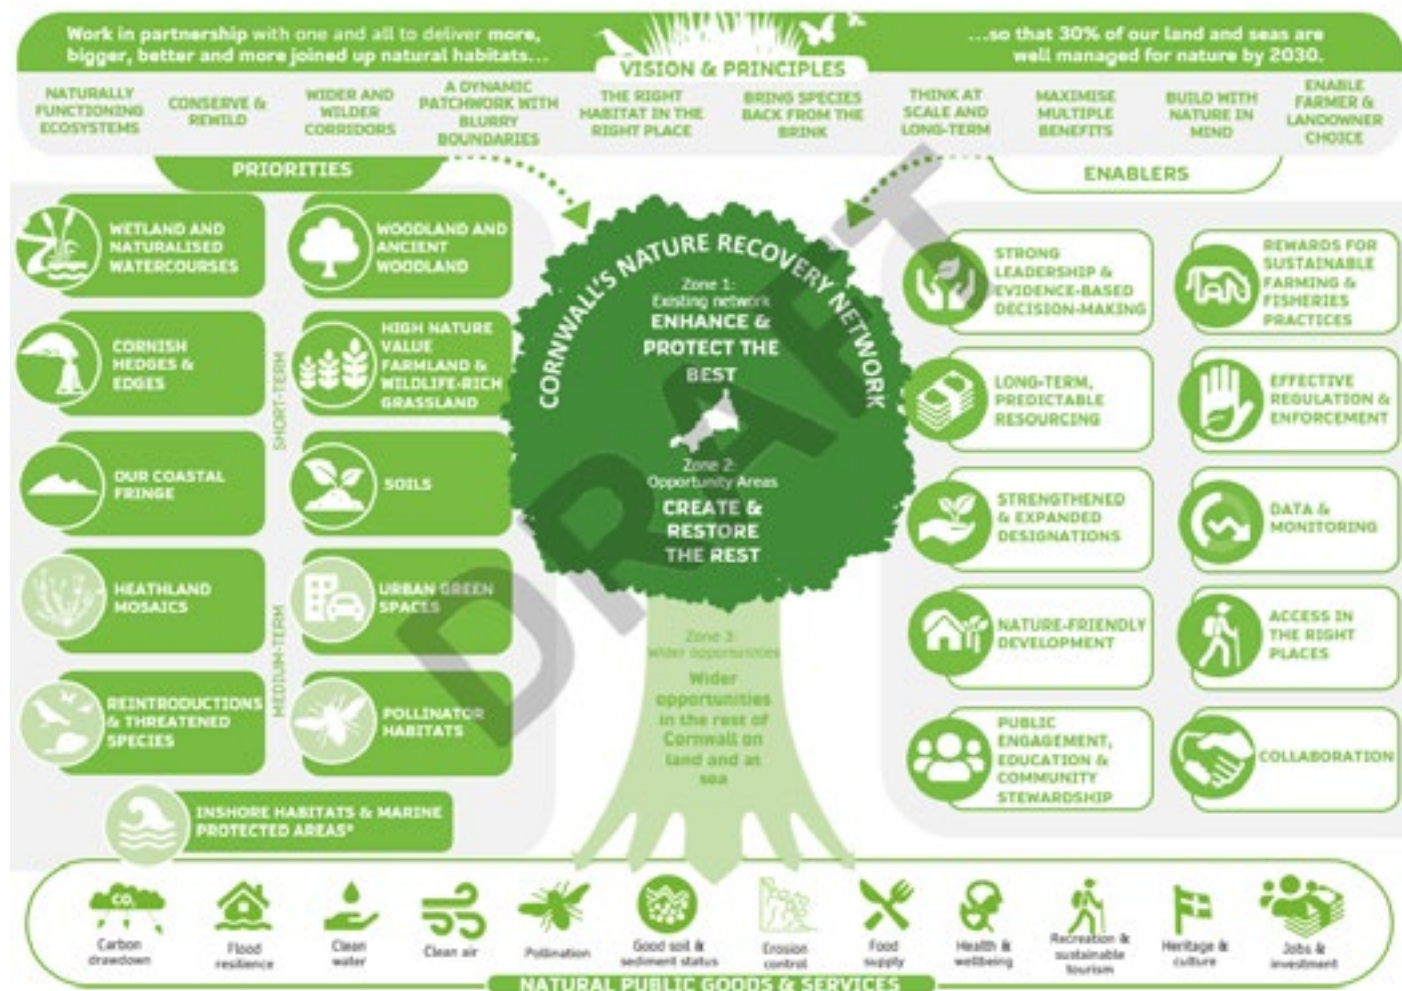 Work in partnership with one and all to deliver more,
bigger, better and more joined up natural habitats...
...so that 30% of our land and seas are
well managed for nature by 2030.
VISION & PRINCIPLES
NATURALLY
FUNCTIONING
ECOSYSTEMS
CONSERVE &
REWILD
WIDER AND
WILDER
CORRIDORS
A DYNAMIC
PATCHWORK WITH
BLURRY
BOUNDARIES
THE RIGHT
HABITAT IN THE
RIGHT PLACE
BRING SPECIES
BACK FROM THE
BRINK
THINK AT
SCALE AND
LONG-TERM
MAXIMISE
MULTIPLE
BENEFITS
BUILD WITH
NATURE IN
MIND
ENABLE
FARMER &
LANDOWNER
CHOICE
PRIORITIES
WETLAND AND
NATURALISED
WATERCOURSES
WOODLAND AND
ANCIENT
WOODLAND
CORNISH
HEDGES &
EDGES
HIGH NATURE
VALUE
FARMLAND &
WILDLIFE-RICH
GRASSLAND
SHORT-TERM
OUR COASTAL
FRINGE
SOILS
HEATHLAND
MOSAICS
URBAN GREEN
SPACES
MEDIUM-TERM
REINTRODUCTIONS
& THREATENED
SPECIES
POLLINATOR
HABITATS
INSHORE HABITATS & MARINE
PROTECTED AREAS*
CORNWALL'S NATURE RECOVERY NETWORK
Zone 1:
Existing network
ENHANCE &
PROTECT THE
BEST
Zone 2:
Opportunity Areas
CREATE &
RESTORE
THE REST
Zone 3:
Wider opportunities
Wider
opportunities
in the rest of
Cornwall on
land and at
sea
DRAFT
ENABLERS
STRONG
LEADERSHIP &
EVIDENCE-BASED
DECISION-MAKING
REWARDS FOR
SUSTAINABLE
FARMING &
FISHERIES
PRACTICES
LONG-TERM,
PREDICTABLE
RESOURCING
EFFECTIVE
REGULATION &
ENFORCEMENT
STRENGTHENED
& EXPANDED
DESIGNATIONS
DATA &
MONITORING
NATURE-FRIENDLY
DEVELOPMENT
ACCESS IN
THE RIGHT
PLACES
PUBLIC
ENGAGEMENT,
EDUCATION &
COMMUNITY
STEWARDSHIP
COLLABORATION
CO₂
Carbon
drawdown
Flood
resilience
Clean
water
Clean air
Pollination
Good soil &
sediment status
Erosion
control
Food
supply
Health &
wellbeing
Recreation &
sustainable
tourism
Heritage &
culture
Jobs &
investment
NATURAL PUBLIC GOODS & SERVICES